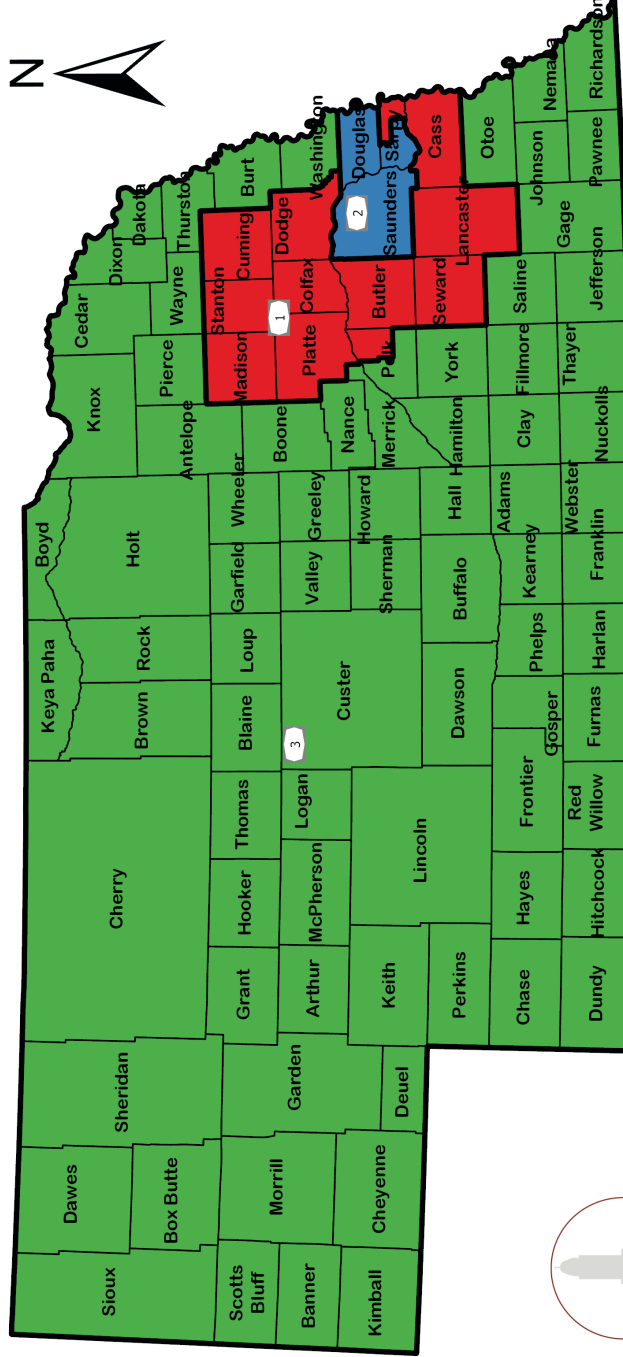 N
Sioux
Dawes
Box Butte
Sheridan
Cherry
Keya Paha
Boyd
Brown
Rock
Holt
Knox
Cedar
Dixon
Dakota
Antelope
Pierce
Wayne
Thurston
Scotts
Bluff
Banner
Kimball
Morrill
Cheyenne
Garden
Deuel
Grant
Hooker
Thomas
Blaine
Loup
Garfield
Wheeler
Boone
Madison
Stanton
Cuming
Burt
Arthur
McPherson
Logan
3
Custer
Valley
Greeley
Nance
Platte
1
Colfax
Dodge
Washington
Keith
Lincoln
Sherman
Howard
Merrick
Polk
Butler
2
Saunders
Douglas
Sarpy
Perkins
Dawson
Buffalo
Hall
Hamilton
York
Seward
Lancaster
Cass
Chase
Hayes
Frontier
Gosper
Phelps
Kearney
Adams
Clay
Fillmore
Saline
Gage
Johnson
Otoe
Nemaha
Dundy
Hitchcock
Red
Willow
Furnas
Harlan
Franklin
Webster
Nuckolls
Thayer
Jefferson
Pawnee
Richardson